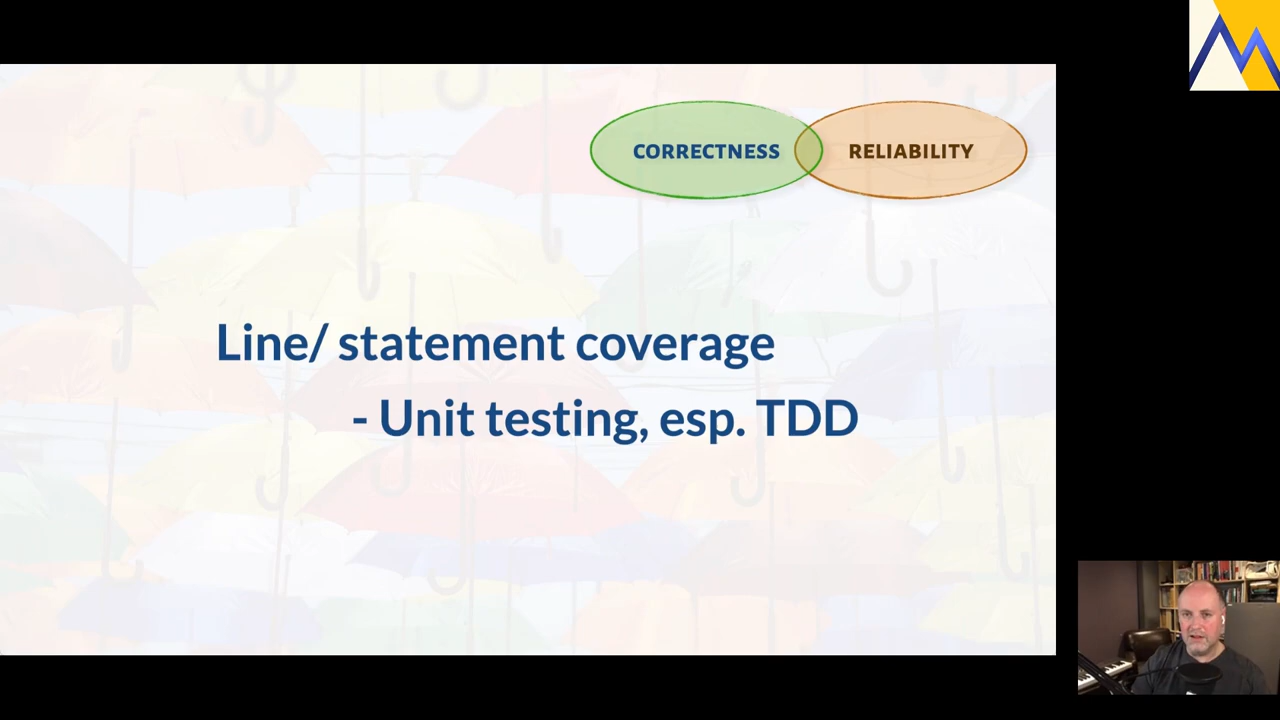 CORRECTNESS RELIABILITY
Line/ statement coverage
- Unit testing, esp. TDD